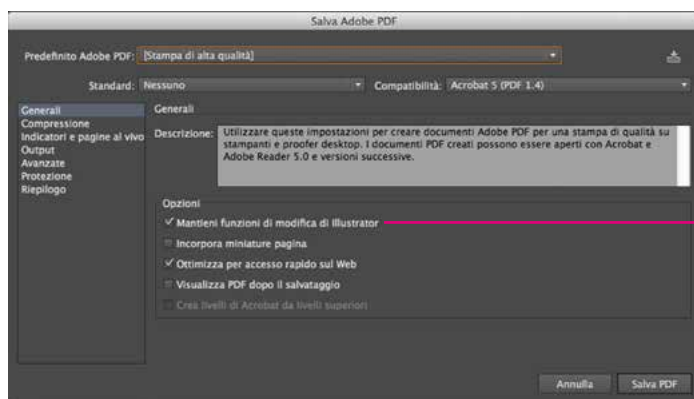 Salva Adobe PDF
Predefinito Adobe PDF: [Stampa di alta qualità]
Standard: Nessuno Compatibilità: Acrobat 5 (PDF 1.4)
Generali
Compressione
Indicatori e pagine al vivo
Output
Avanzate
Protezione
Riepilogo
Generali
Descrizione: Utilizzare queste impostazioni per creare documenti Adobe PDF per una stampa di qualità su
stampanti e proofer desktop. I documenti PDF creati possono essere aperti con Acrobat e
Adobe Reader 5.0 e versioni successive.
Opzioni
Mantieni funzioni di modifica di Illustrator
Incorpora miniature pagina
Ottimizza per accesso rapido sul Web
Visualizza PDF dopo il salvataggio
Crea livelli di Acrobat da livelli superiori
Annulla Salva PDF